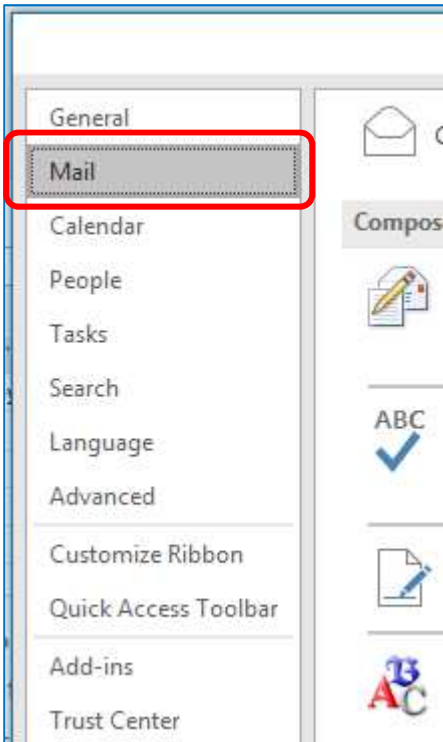 General
Mail
Calendar
People
Tasks
Search
Language
Advanced
Customize Ribbon
Quick Access Toolbar
Add-ins
Trust Center
Compos
ABC